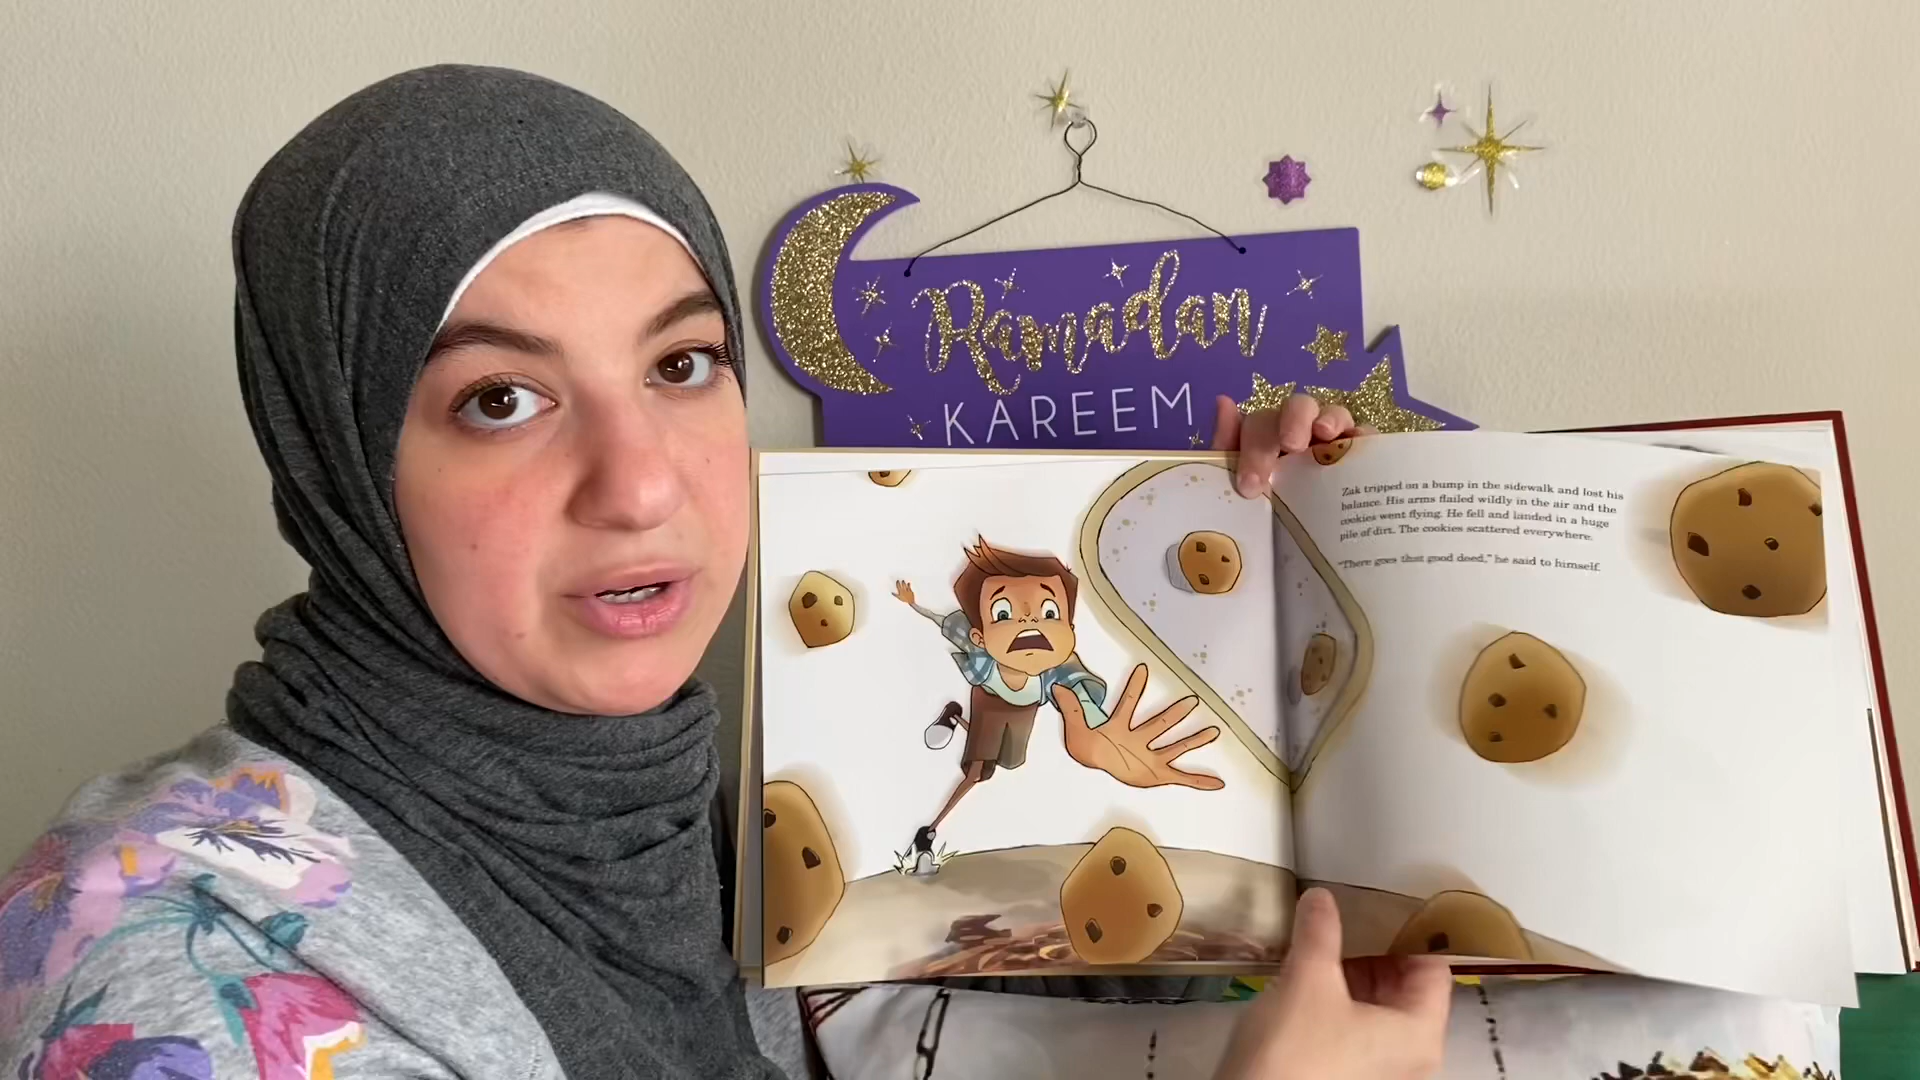 Ramadan
KAREEM
Zak tripped on a bump in the sidewalk and lost his
balance. His arms flailed wildly in the air and the
cookies went flying. He fell and landed in a huge
pile of dirt. The cookies scattered everywhere.
"There goes that good deed," he said to himself.